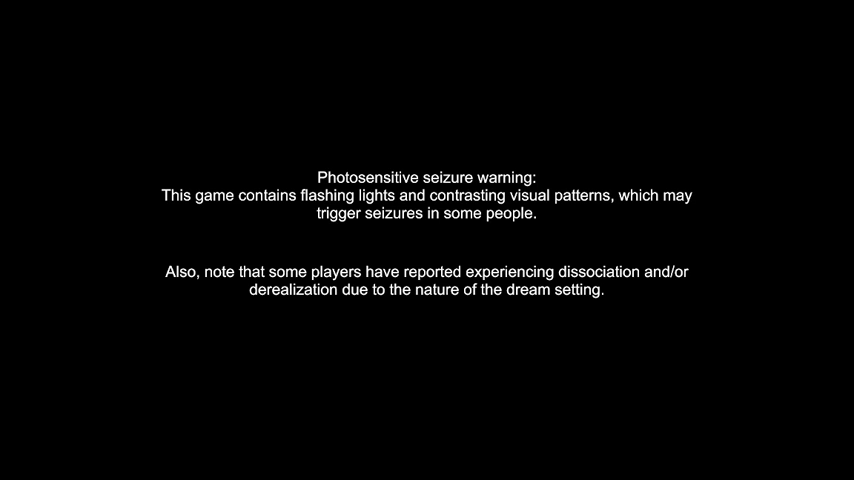 Photosensitive seizure warning:
This game contains flashing lights and contrasting visual patterns, which may
trigger seizures in some people.
Also, note that some players have reported experiencing dissociation and/or
derealization due to the nature of the dream setting.